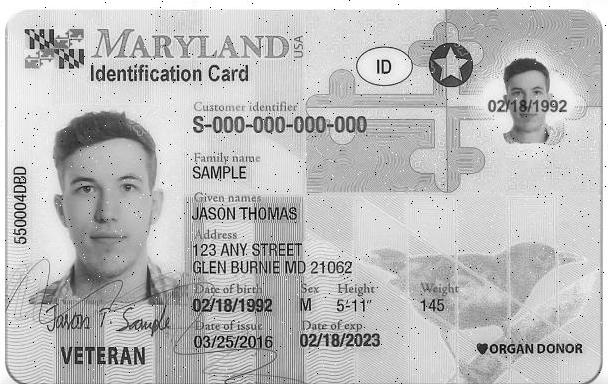 MARYLAND USA
Identification Card
ID
02/18/1992
Customer identifier
S-000-000-000-000
Family name
SAMPLE
Given names
JASON THOMAS
Address
123 ANY STREET
GLEN BURNIE MD 21062
Date of birth Sex Height Weight
02/18/1992 M 5'-11" 145
Date of issue Date of exp
03/25/2016 02/18/2023
550004DBD
Jason T. Sample
VETERAN
ORGAN DONOR